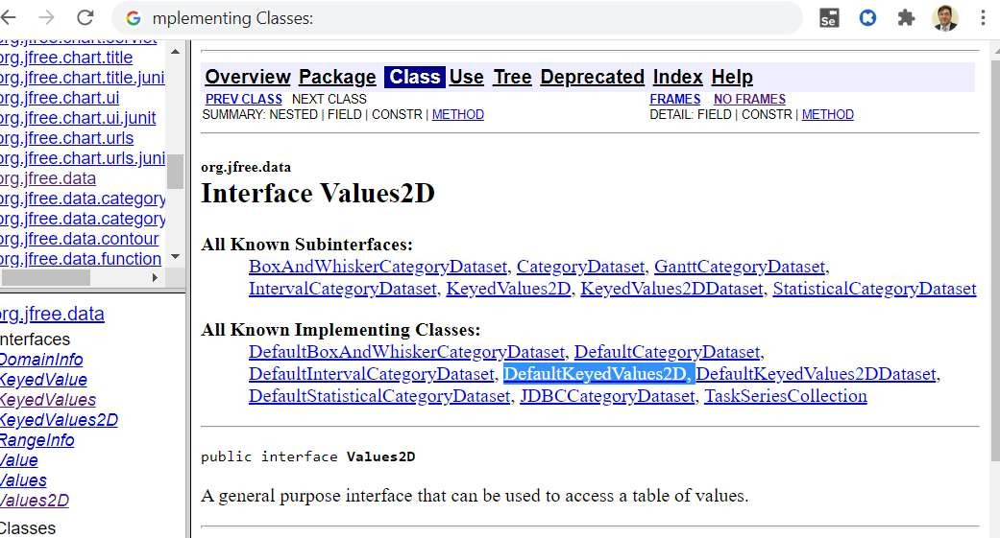 mplementing Classes:
Se
org.jfree.chart.servlet
org.jfree.chart.title
org.jfree.chart.title.juni
org.jfree.chart.ui
org.jfree.chart.ui.junit
org.jfree.chart.urls
org.jfree.chart.urls.juni
org.jfree.data
org.jfree.data.category
org.jfree.data.category
org.jfree.data.contour
org.jfree.data.function
org.jfree.data
nterfaces
DomainInfo
KeyedValue
KeyedValues
KeyedValues2D
RangeInfo
Value
Values
Values2D
Classes
Overview Package Class Use Tree Deprecated Index Help
PREV CLASS NEXT CLASS FRAMES NO FRAMES
SUMMARY: NESTED | FIELD | CONSTR | METHOD DETAIL: FIELD | CONSTR | METHOD
org.jfree.data
Interface Values2D
All Known Subinterfaces:
BoxAndWhiskerCategoryDataset, CategoryDataset, GanttCategoryDataset,
IntervalCategoryDataset, KeyedValues2D, KeyedValues2DDataset, StatisticalCategoryDataset
All Known Implementing Classes:
DefaultBoxAndWhiskerCategoryDataset, DefaultCategoryDataset,
DefaultIntervalCategoryDataset, DefaultKeyedValues2D, DefaultKeyedValues2DDataset,
DefaultStatisticalCategoryDataset, JDBCCategoryDataset, TaskSeriesCollection
public interface Values2D
A general purpose interface that can be used to access a table of values.